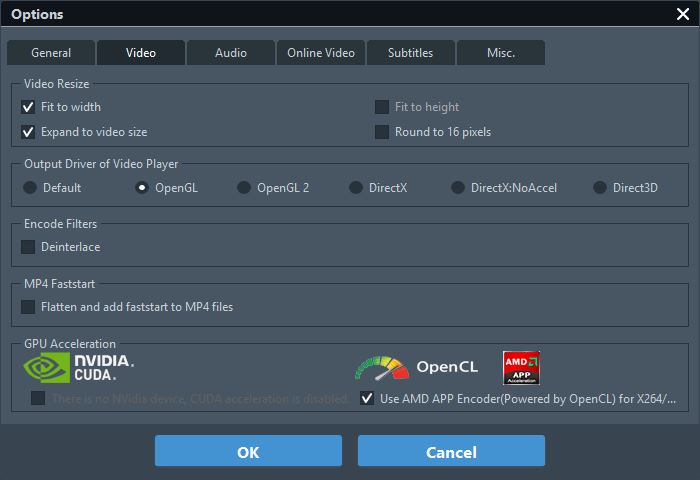 Options
General Video Audio Online Video Subtitles Misc.
Video Resize
Fit to width Fit to height
Expand to video size Round to 16 pixels
Output Driver of Video Player
Default OpenGL OpenGL 2 DirectX DirectX:NoAccel Direct3D
Encode Filters
Deinterlace
MP4 Faststart
Flatten and add faststart to MP4 files
GPU Acceleration
NVIDIA. CUDA. OpenCL AMD APP Acceleration
There is no NVidia device, CUDA acceleration is disabled. Use AMD APP Encoder(Powered by OpenCL) for X264/...
OK Cancel